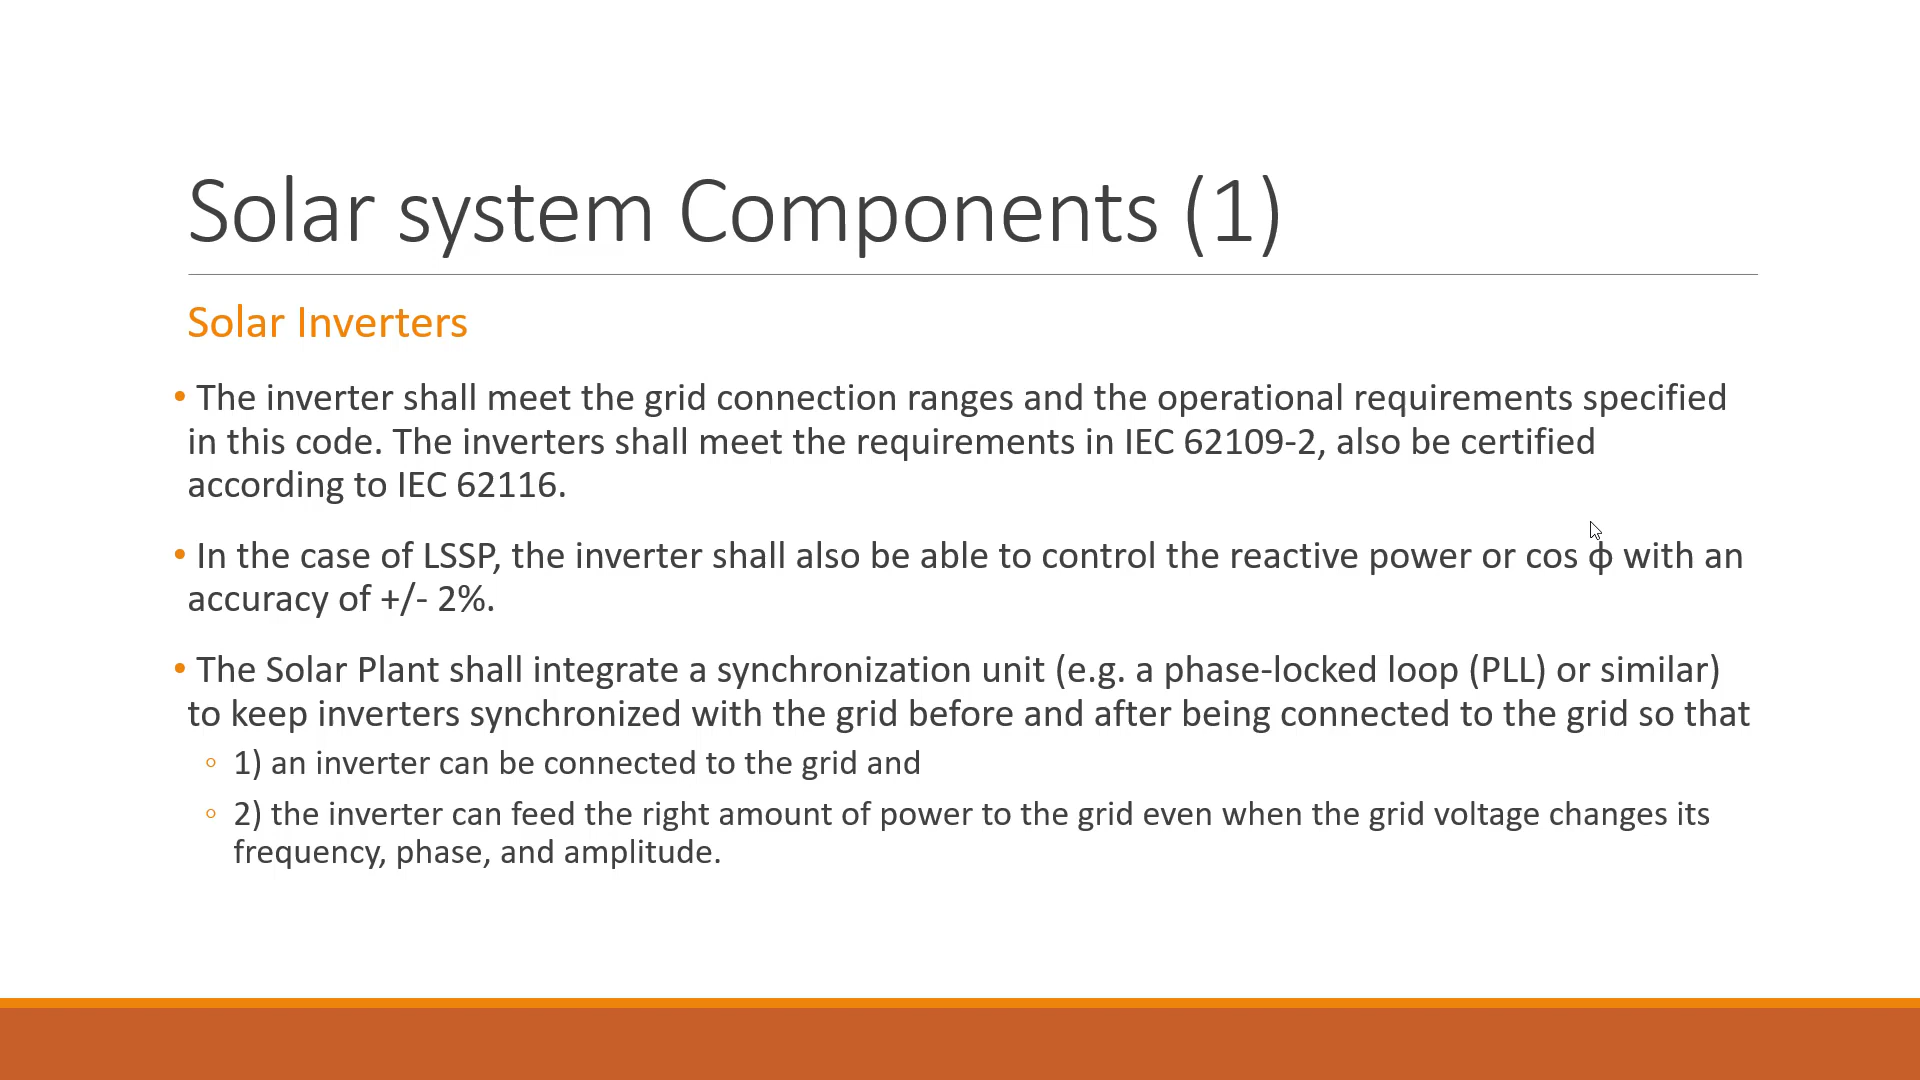 Solar system Components (1)
Solar Inverters
• The inverter shall meet the grid connection ranges and the operational requirements specified
in this code. The inverters shall meet the requirements in IEC 62109-2, also be certified
according to IEC 62116.
• In the case of LSSP, the inverter shall also be able to control the reactive power or cos ϕ with an
accuracy of +/- 2%.
• The Solar Plant shall integrate a synchronization unit (e.g. a phase-locked loop (PLL) or similar)
to keep inverters synchronized with the grid before and after being connected to the grid so that
◦ 1) an inverter can be connected to the grid and
◦ 2) the inverter can feed the right amount of power to the grid even when the grid voltage changes its
frequency, phase, and amplitude.